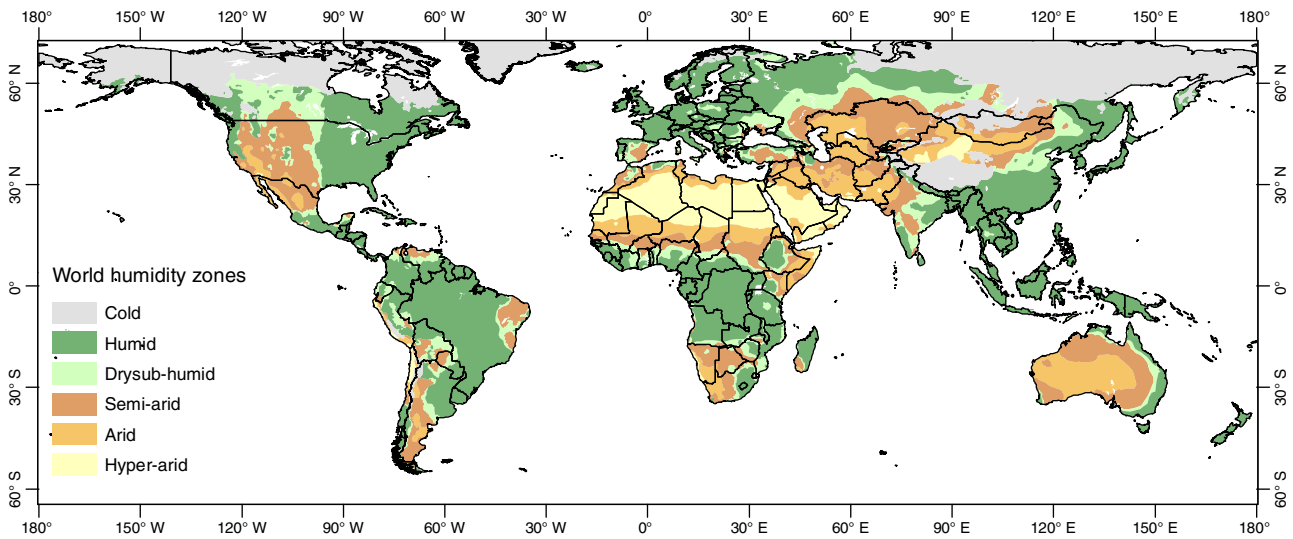 180° 150° W 120° W 90° W 60° W 30° W 0° 30° E 60° E 90° E 120° E 150° E 180°
60° N 60° N
30° N 30° N
World humidity zones
0° 0°
Cold
Humid
Drysub-humid
Semi-arid
30° S 30° S
Arid
Hyper-arid
60° S 60° S
180° 150° W 120° W 90° W 60° W 30° W 0° 30° E 60° E 90° E 120° E 150° E 180°